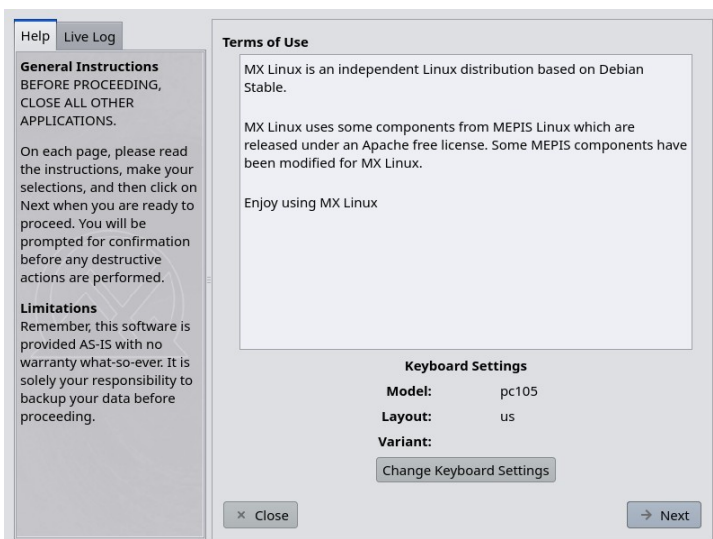 Help
Live Log
General Instructions
BEFORE PROCEEDING,
CLOSE ALL OTHER
APPLICATIONS.
On each page, please read
the instructions, make your
selections, and then click on
Next when you are ready to
proceed. You will be
prompted for confirmation
before any destructive
actions are performed.
Limitations
Remember, this software is
provided AS-IS with no
warranty what-so-ever. It is
solely your responsibility to
backup your data before
proceeding.
Terms of Use
MX Linux is an independent Linux distribution based on Debian
Stable.
MX Linux uses some components from MEPIS Linux which are
released under an Apache free license. Some MEPIS components have
been modified for MX Linux.
Enjoy using MX Linux
Keyboard Settings
Model: pc105
Layout: us
Variant:
Change Keyboard Settings
Close
Next